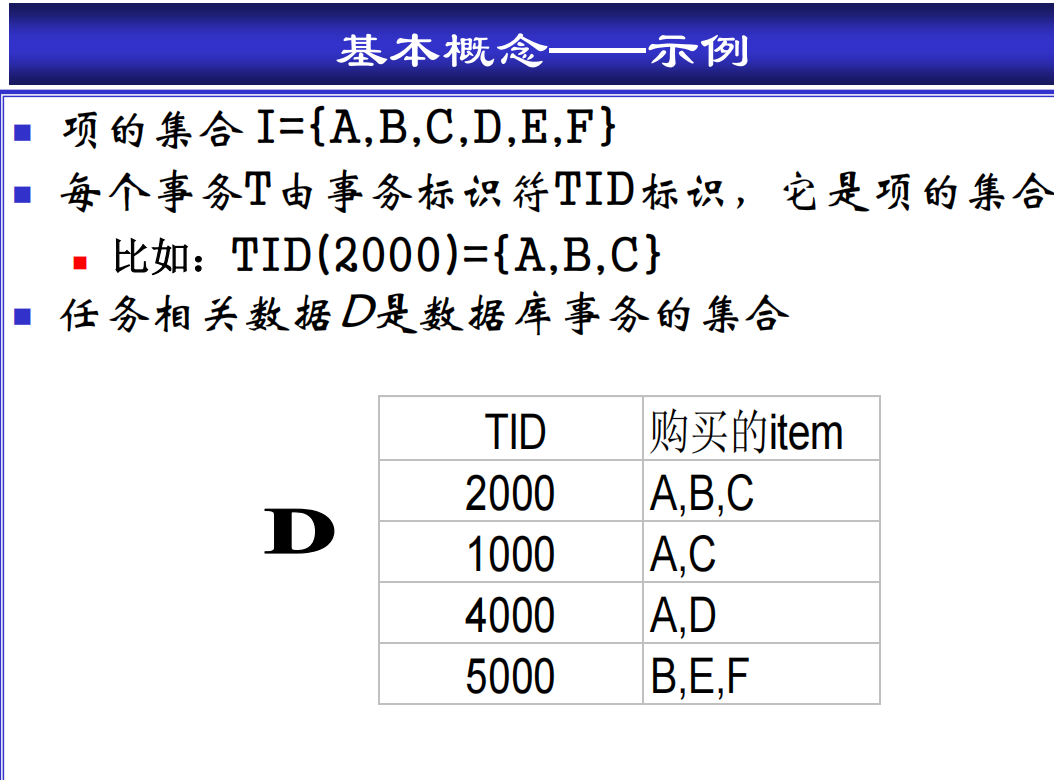 基本概念——示例
项的集合 I={A,B,C,D,E,F}
每个事务T由事务标识符TID标识，它是项的集合
比如：TID(2000)={A,B,C}
任务相关数据D是数据库事务的集合
TID 购买的item
2000 A,B,C
D
1000 A,C
4000 A,D
5000 B,E,F